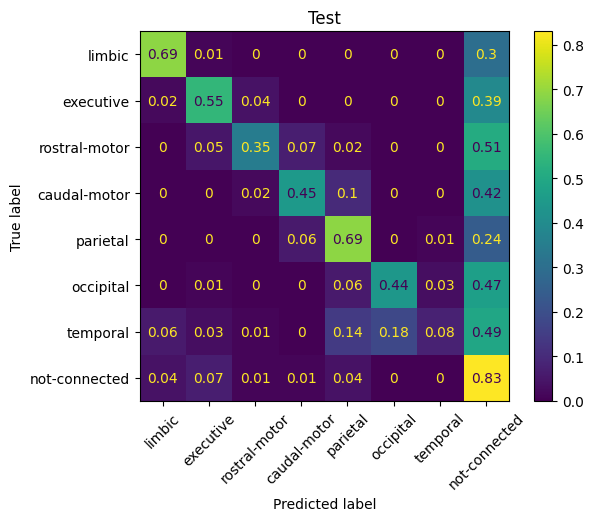 Test
True label
limbic 0.69 0.01 0 0 0 0 0 0.3
executive 0.02 0.55 0.04 0 0 0 0 0.39
rostral-motor 0 0.05 0.35 0.07 0.02 0 0 0.51
caudal-motor 0 0 0.02 0.45 0.1 0 0 0.42
parietal 0 0 0 0.06 0.69 0 0.01 0.24
occipital 0 0.01 0 0 0.06 0.44 0.03 0.47
temporal 0.06 0.03 0.01 0 0.14 0.18 0.08 0.49
not-connected 0.04 0.07 0.01 0.01 0.04 0 0 0.83
limbic executive rostral-motor caudal-motor parietal occipital temporal not-connected
Predicted label
0.8
0.7
0.6
0.5
0.4
0.3
0.2
0.1
0.0